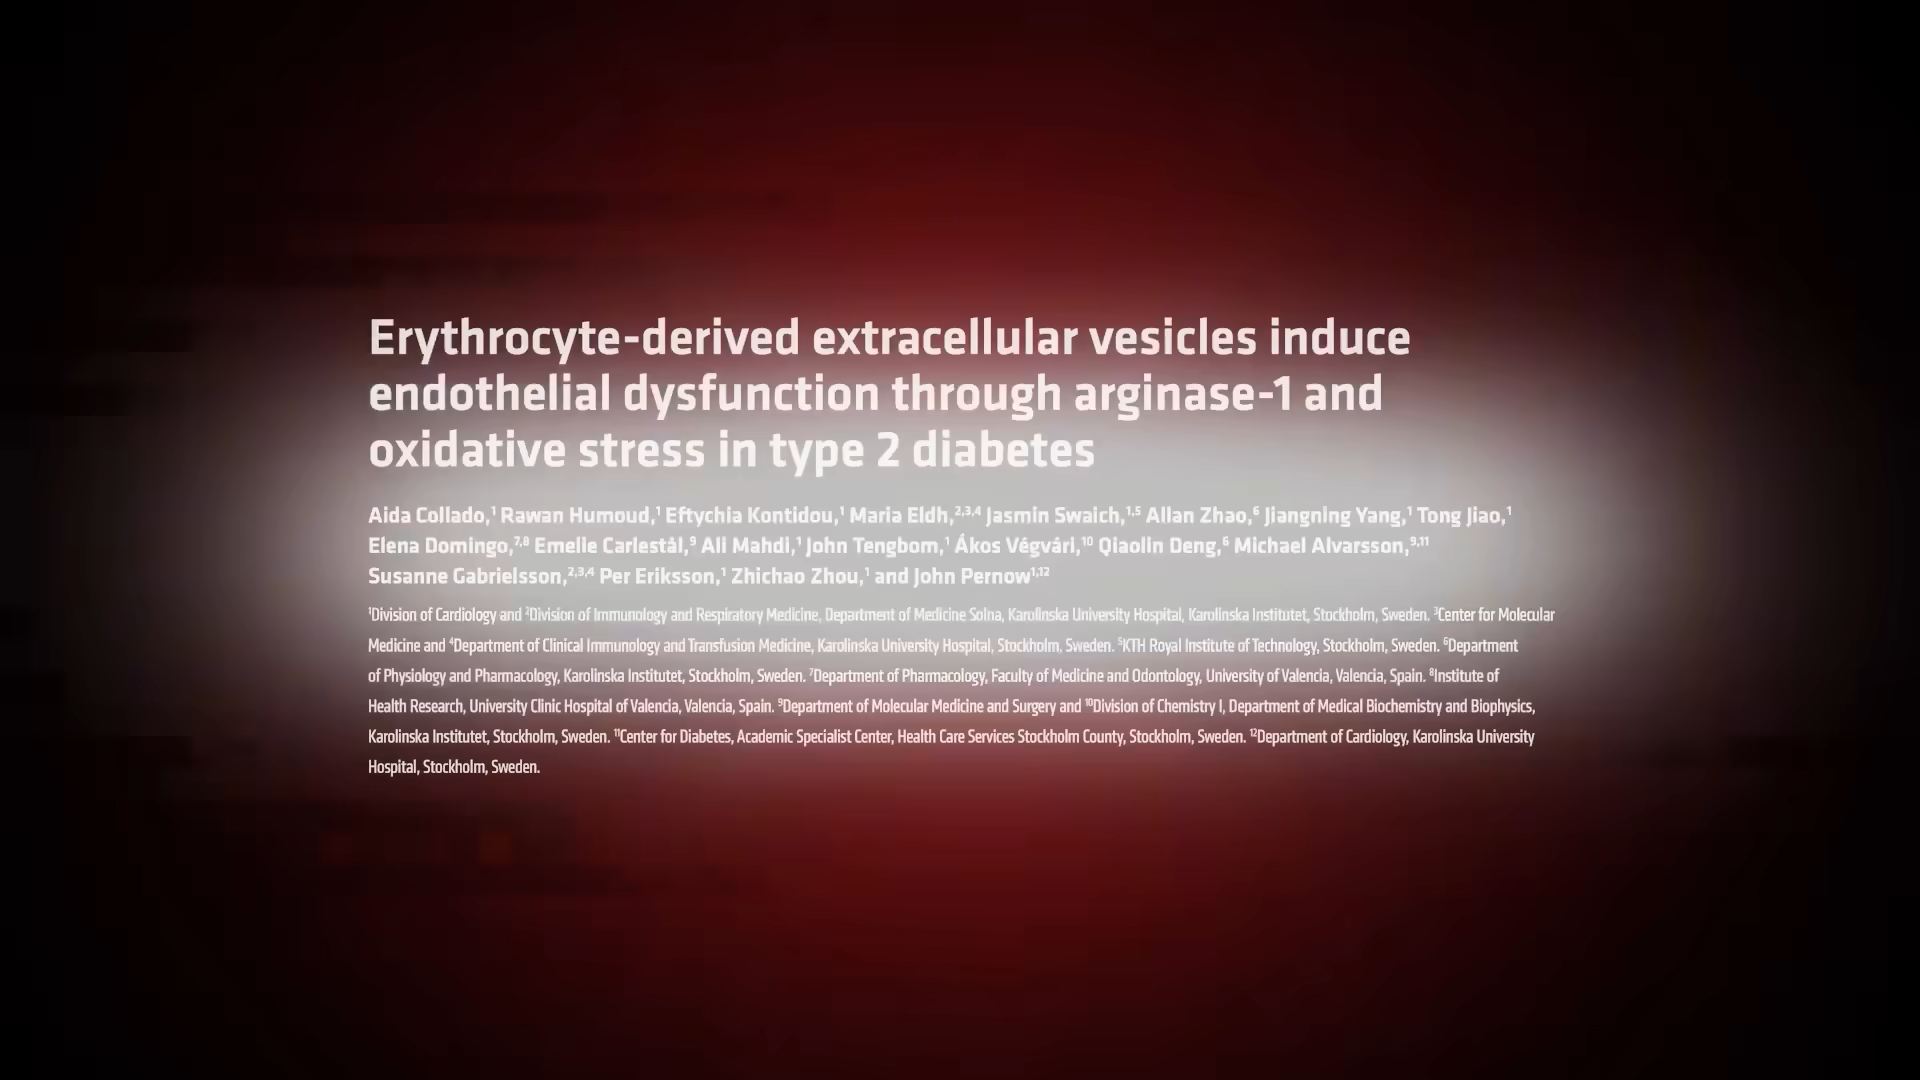 Erythrocyte-derived extracellular vesicles induce
endothelial dysfunction through arginase-1 and
oxidative stress in type 2 diabetes
Aida Collado,¹ Rawan Humoud,¹ Eftychia Kontidou,¹ Maria Eldh,²,³,⁴ Jasmin Swaich,¹,⁵ Allan Zhao,⁶ Jiangning Yang,¹ Tong Jiao,¹
Elena Domingo,⁷,⁸ Emelie Carlestål,⁹ Ali Mahdi,¹ John Tengbom,¹ Ákos Végvári,¹⁰ Qiaolin Deng,⁶ Michael Alvarsson,⁹,¹¹
Susanne Gabrielsson,²,³,⁴ Per Eriksson,¹ Zhichao Zhou,¹ and John Pernow¹,¹²
¹Division of Cardiology and ²Division of Immunology and Respiratory Medicine, Department of Medicine Solna, Karolinska University Hospital, Karolinska Institutet, Stockholm, Sweden. ³Center for Molecular
Medicine and ⁴Department of Clinical Immunology and Transfusion Medicine, Karolinska University Hospital, Stockholm, Sweden. ⁵KTH Royal Institute of Technology, Stockholm, Sweden. ⁶Department
of Physiology and Pharmacology, Karolinska Institutet, Stockholm, Sweden. ⁷Department of Pharmacology, Faculty of Medicine and Odontology, University of Valencia, Valencia, Spain. ⁸Institute of
Health Research, University Clinic Hospital of Valencia, Valencia, Spain. ⁹Department of Molecular Medicine and Surgery and ¹⁰Division of Chemistry I, Department of Medical Biochemistry and Biophysics,
Karolinska Institutet, Stockholm, Sweden. ¹¹Center for Diabetes, Academic Specialist Center, Health Care Services Stockholm County, Stockholm, Sweden. ¹²Department of Cardiology, Karolinska University
Hospital, Stockholm, Sweden.